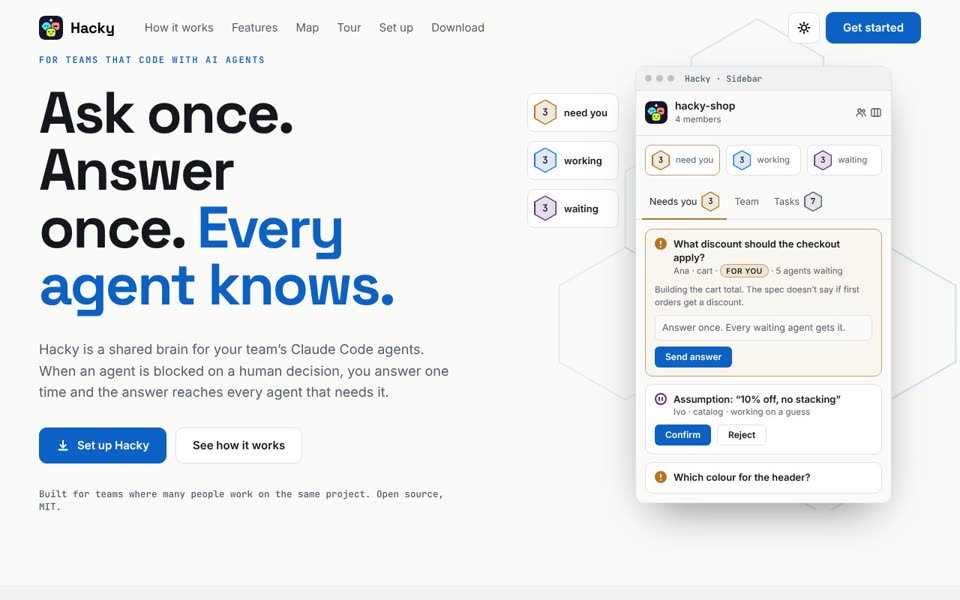 Hacky
How it works
Features
Map
Tour
Set up
Download
Get started
FOR TEAMS THAT CODE WITH AI AGENTS
Ask once.
Answer
once. Every
agent knows.
Hacky is a shared brain for your team's Claude Code agents.
When an agent is blocked on a human decision, you answer one
time and the answer reaches every agent that needs it.
Set up Hacky
See how it works
Built for teams where many people work on the same project. Open source,
MIT.
3 need you
3 working
3 waiting
Hacky · Sidebar
hacky-shop
4 members
3 need you
3 working
3 waiting
Needs you 3
Team
Tasks 7
What discount should the checkout
apply?
Ana · cart · FOR YOU · 5 agents waiting
Building the cart total. The spec doesn't say if first
orders get a discount.
Answer once. Every waiting agent gets it.
Send answer
Assumption: “10% off, no stacking”
Ivo · catalog · working on a guess
Confirm
Reject
Which colour for the header?